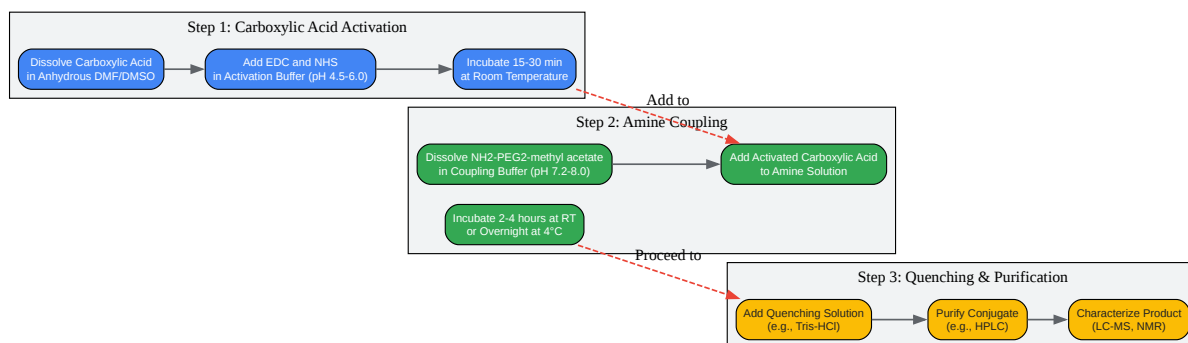 Step 1: Carboxylic Acid Activation
Dissolve Carboxylic Acid
in Anhydrous DMF/DMSO
Add EDC and NHS
in Activation Buffer (pH 4.5-6.0)
Incubate 15-30 min
at Room Temperature
Add to
Step 2: Amine Coupling
Dissolve NH2-PEG2-methyl acetate
in Coupling Buffer (pH 7.2-8.0)
Add Activated Carboxylic Acid
to Amine Solution
Incubate 2-4 hours at RT
or Overnight at 4°C
Proceed to
Step 3: Quenching & Purification
Add Quenching Solution
(e.g., Tris-HCl)
Purify Conjugate
(e.g., HPLC)
Characterize Product
(LC-MS, NMR)